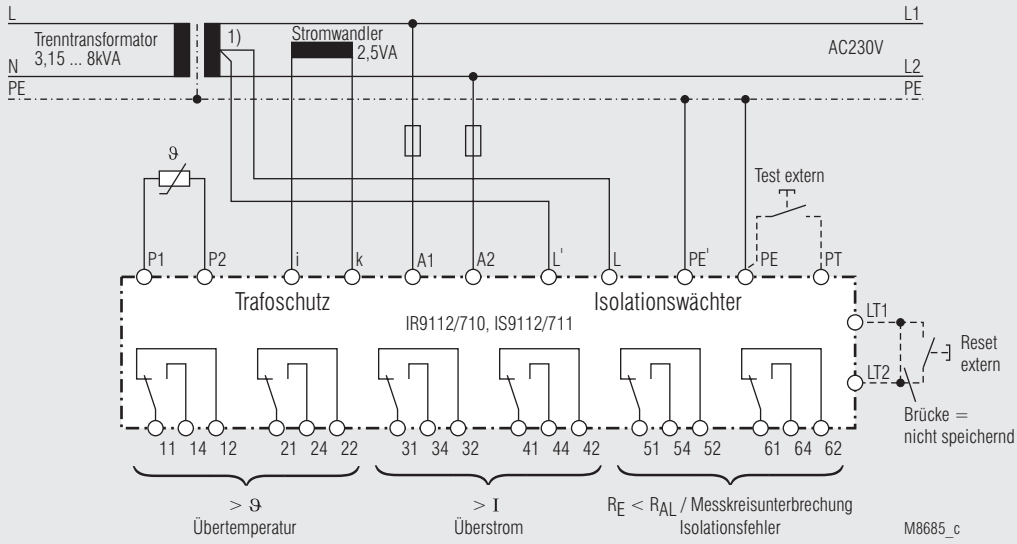 L
L1
Trenntransformator
3,15 ... 8kVA
1)
Stromwandler
2,5VA
AC230V
N
L2
PE
PE
ϑ
Test extern
P1 P2 i k A1 A2 L' L PE' PE PT
Trafoschutz
Isolationswächter
IR9112/710, IS9112/711
LT1
LT2
Reset
extern
Brücke =
nicht speichernd
11 14 12 21 24 22 31 34 32 41 44 42 51 54 52 61 64 62
> ϑ
Übertemperatur
> I
Überstrom
RE < RAL / Messkreisunterbrechung
Isolationsfehler
M8685_c